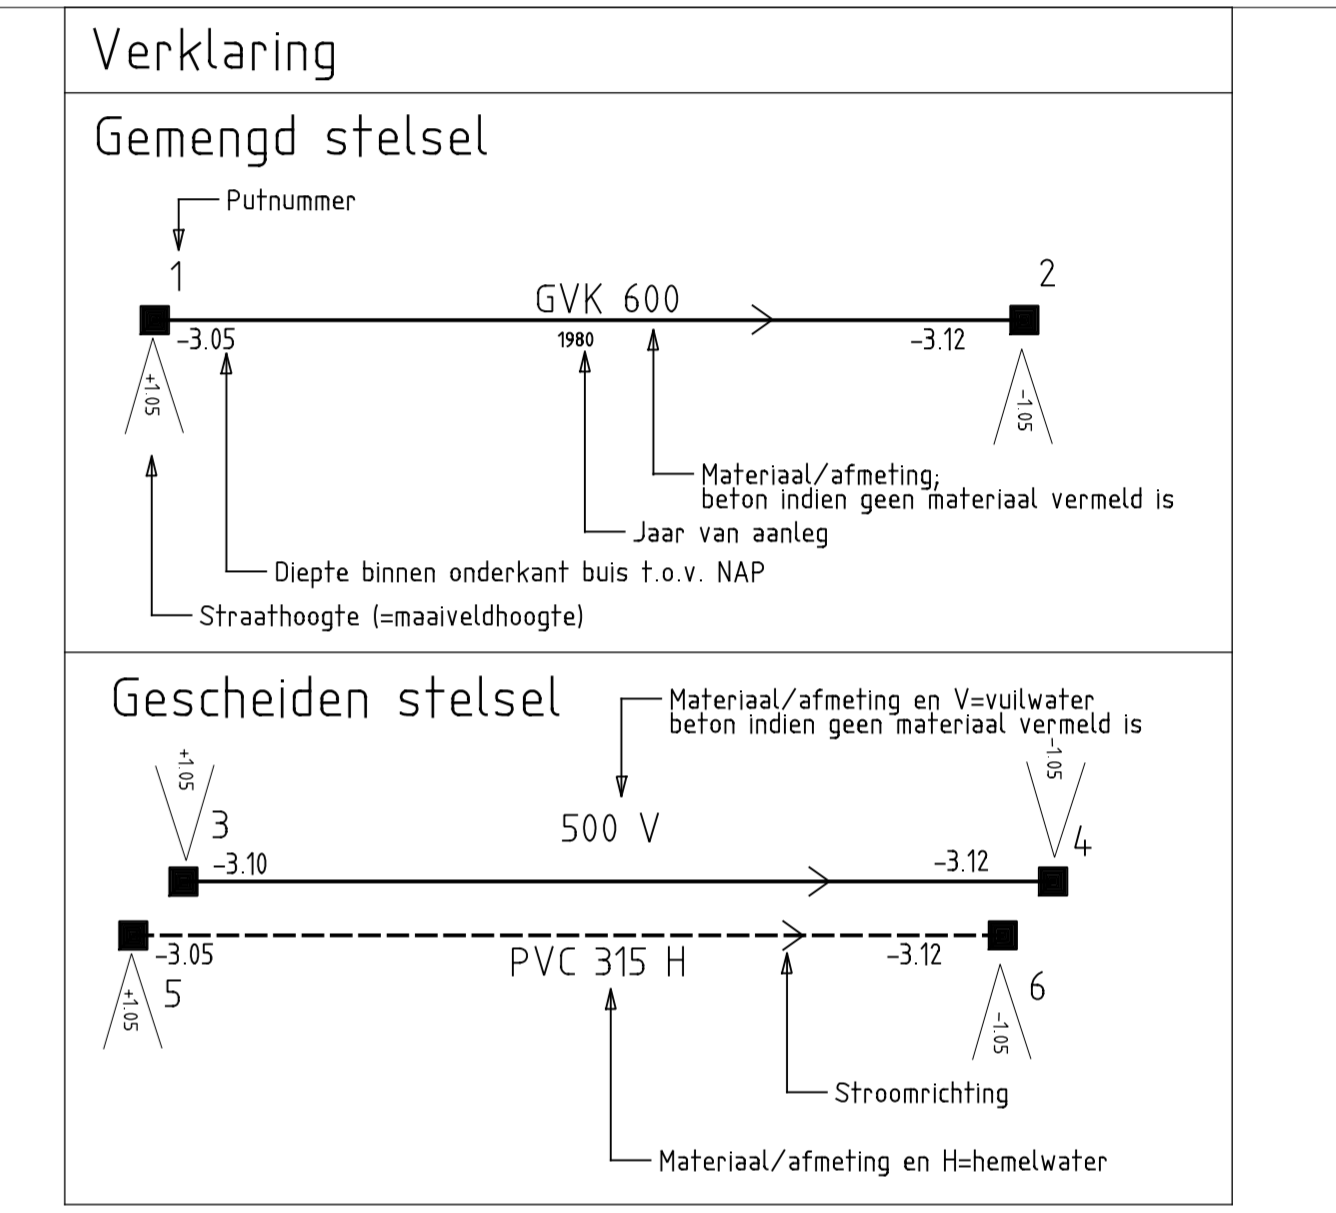 Verklaring
Gemengd stelsel
Putnummer
1
2
GVK 600
-3.05
1980
-3.12
+1.05
-1.05
Materiaal/afmeting;
beton indien geen materiaal vermeld is
Jaar van aanleg
Diepte binnen onderkant buis t.o.v. NAP
Straathoogte (=maaiveldhoogte)
Gescheiden stelsel
Materiaal/afmeting en V=vuilwater
beton indien geen materiaal vermeld is
+1.05
-1.05
3
500 V
4
-3.10
-3.12
-3.05
PVC 315 H
-3.12
5
6
+1.05
-1.05
Stroomrichting
Materiaal/afmeting en H=hemelwater